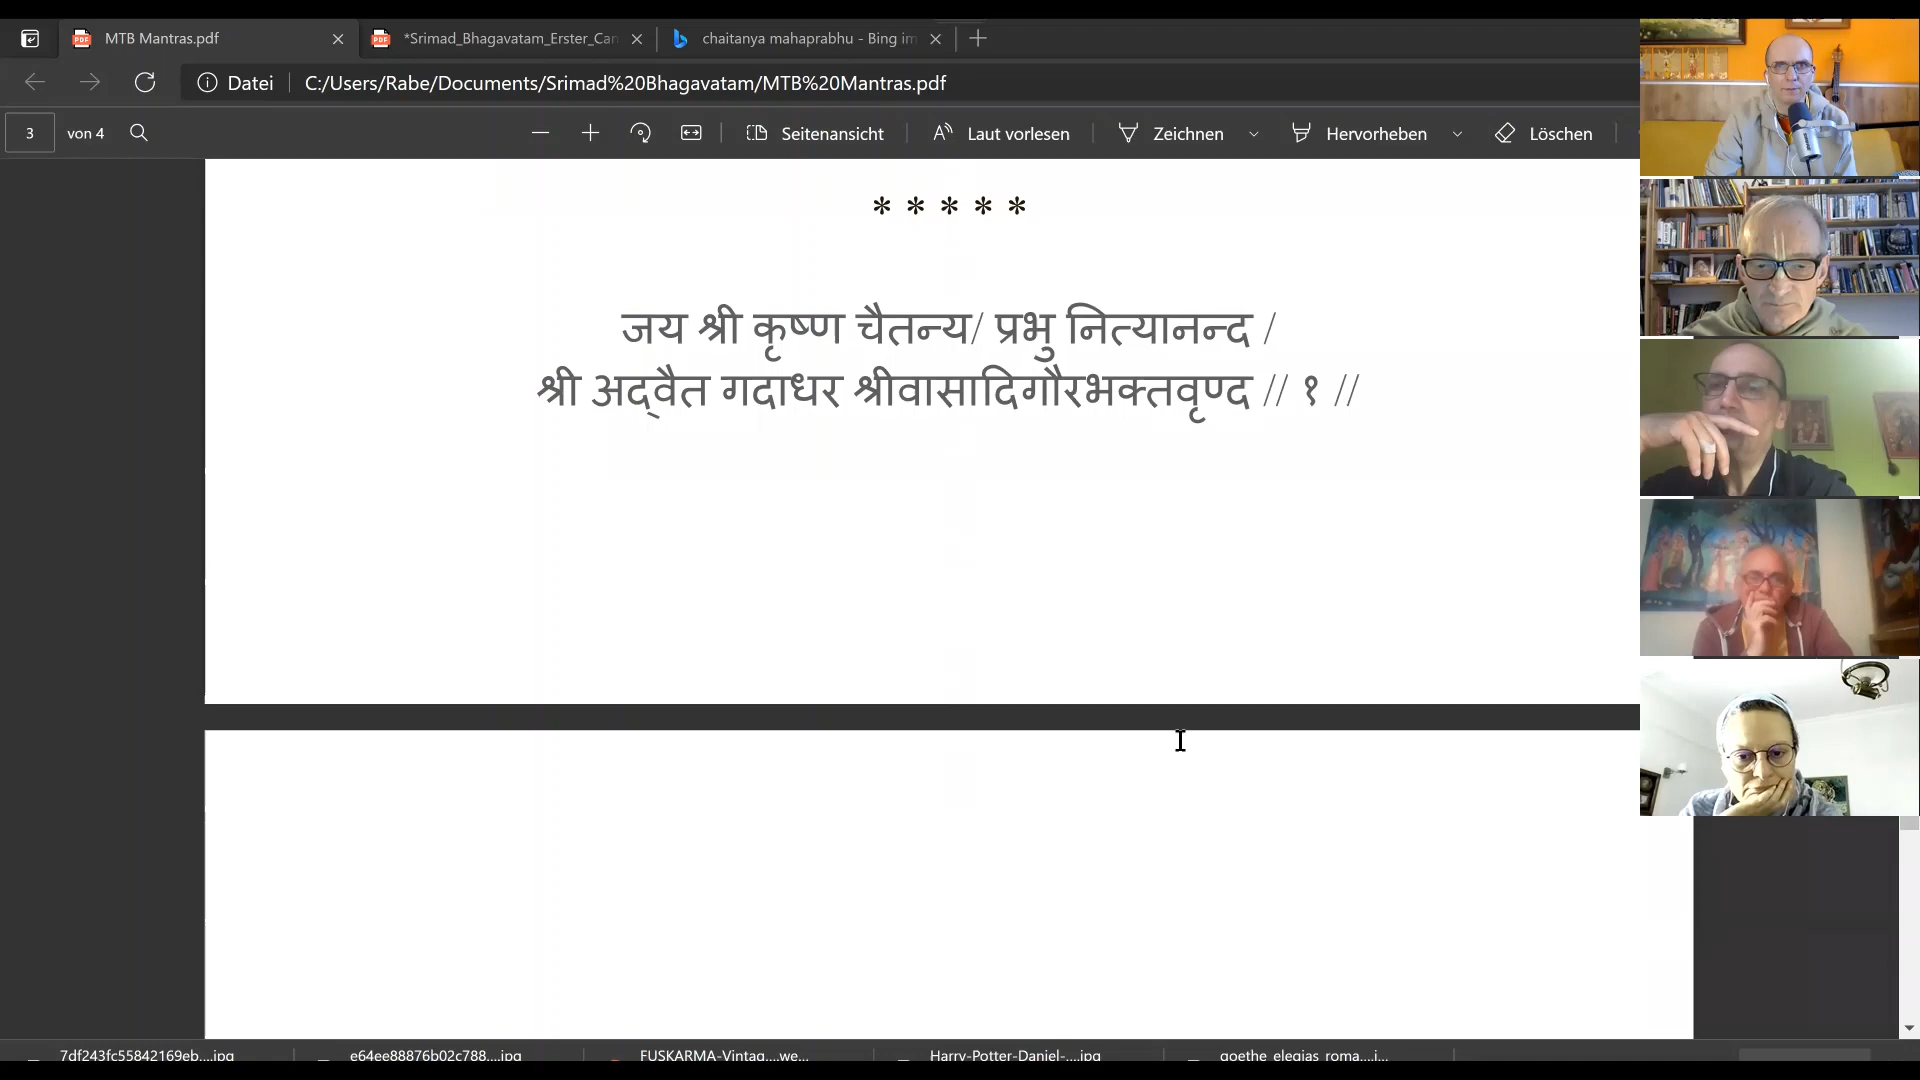 MTB Mantras.pdf
*Srimad_Bhagavatam_Erster_Can
chaitanya mahaprabhu - Bing im
Datei
C:/Users/Rabe/Documents/Srimad%20Bhagavatam/MTB%20Mantras.pdf
3 von 4
Seitenansicht
Laut vorlesen
Zeichnen
Hervorheben
Löschen
* * * * *
जय श्री कृष्ण चैतन्य/ प्रभु नित्यानन्द /
श्री अद्वैत गदाधर श्रीवासादिगौरभक्तवृण्द // १ //
7df243fc55842169eb....jpg
e64ee88876b02c788....jpg
FUSKARMA-Vintag....we...
Harry-Potter-Daniel-....jpg
goethe_elegias_roma....j...